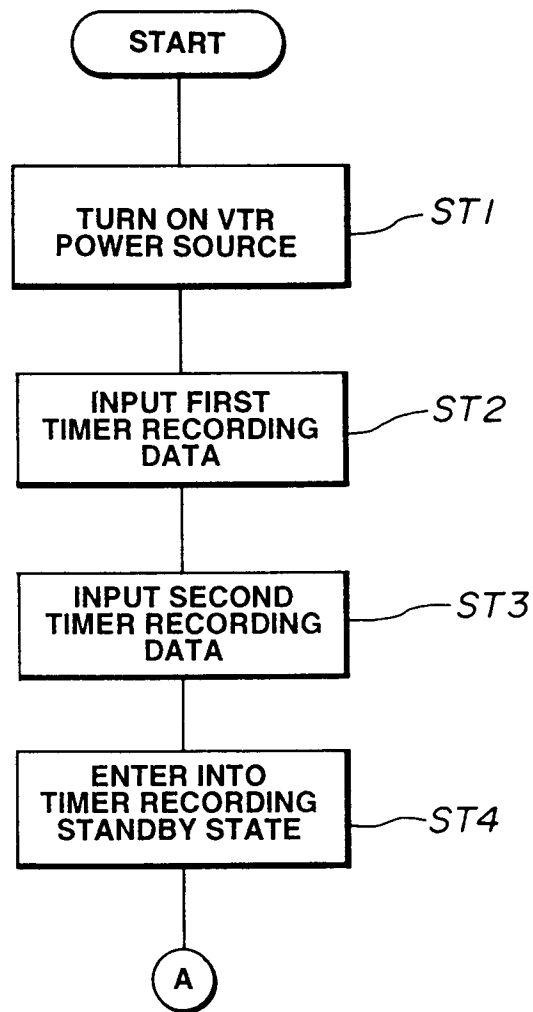 START
TURN ON VTR
POWER SOURCE
ST1
INPUT FIRST
TIMER RECORDING
DATA
ST2
INPUT SECOND
TIMER RECORDING
DATA
ST3
ENTER INTO
TIMER RECORDING
STANDBY STATE
ST4
A